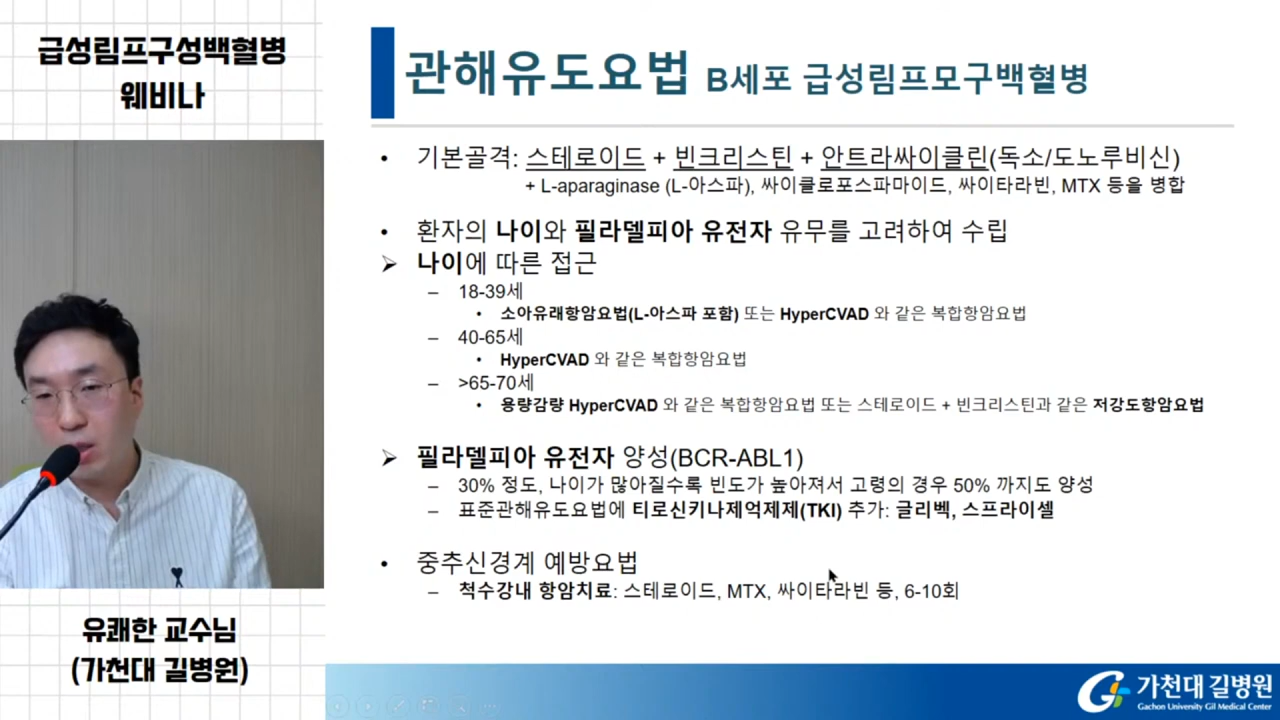 급성림프구성백혈병
웨비나
관해유도요법 B세포 급성림프모구백혈병
• 기본골격: 스테로이드 + 빈크리스틴 + 안트라싸이클린(독소/도노루비신)
+ L-aparaginase (L-아스파), 싸이클로포스파마이드, 싸이타라빈, MTX 등을 병합
• 환자의 나이와 필라델피아 유전자 유무를 고려하여 수립
➢ 나이에 따른 접근
– 18-39세
• 소아유래항암요법(L-아스파 포함) 또는 HyperCVAD 와 같은 복합항암요법
– 40-65세
• HyperCVAD 와 같은 복합항암요법
– >65-70세
• 용량감량 HyperCVAD 와 같은 복합항암요법 또는 스테로이드 + 빈크리스틴과 같은 저강도항암요법
➢ 필라델피아 유전자 양성(BCR-ABL1)
– 30% 정도, 나이가 많아질수록 빈도가 높아져서 고령의 경우 50% 까지도 양성
– 표준관해유도요법에 티로신키나제억제제(TKI) 추가: 글리벡, 스프라이셀
• 중추신경계 예방요법
– 척수강내 항암치료: 스테로이드, MTX, 싸이타라빈 등, 6-10회
유쾌한 교수님
(가천대 길병원)
가천대 길병원
Gachon University Gil Medical Center